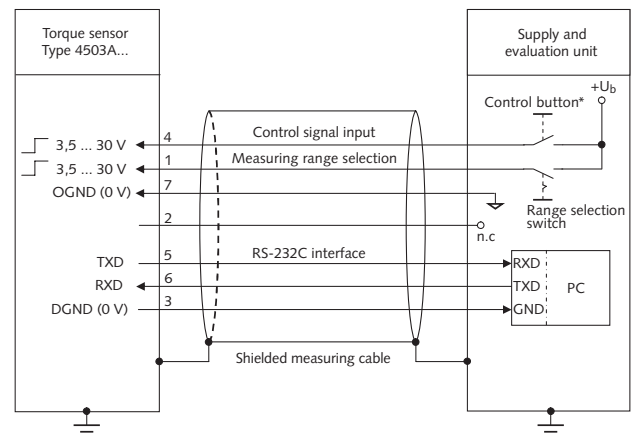 Torque sensor
Type 4503A...
Supply and
evaluation unit
+Ub
Control button*
3,5 ... 30 V
4
Control signal input
3,5 ... 30 V
1
Measuring range selection
OGND (0 V)
7
Range selection
switch
2
n.c
TXD
5
RS-232C interface
RXD
RXD
6
TXD
PC
DGND (0 V)
3
GND
Shielded measuring cable